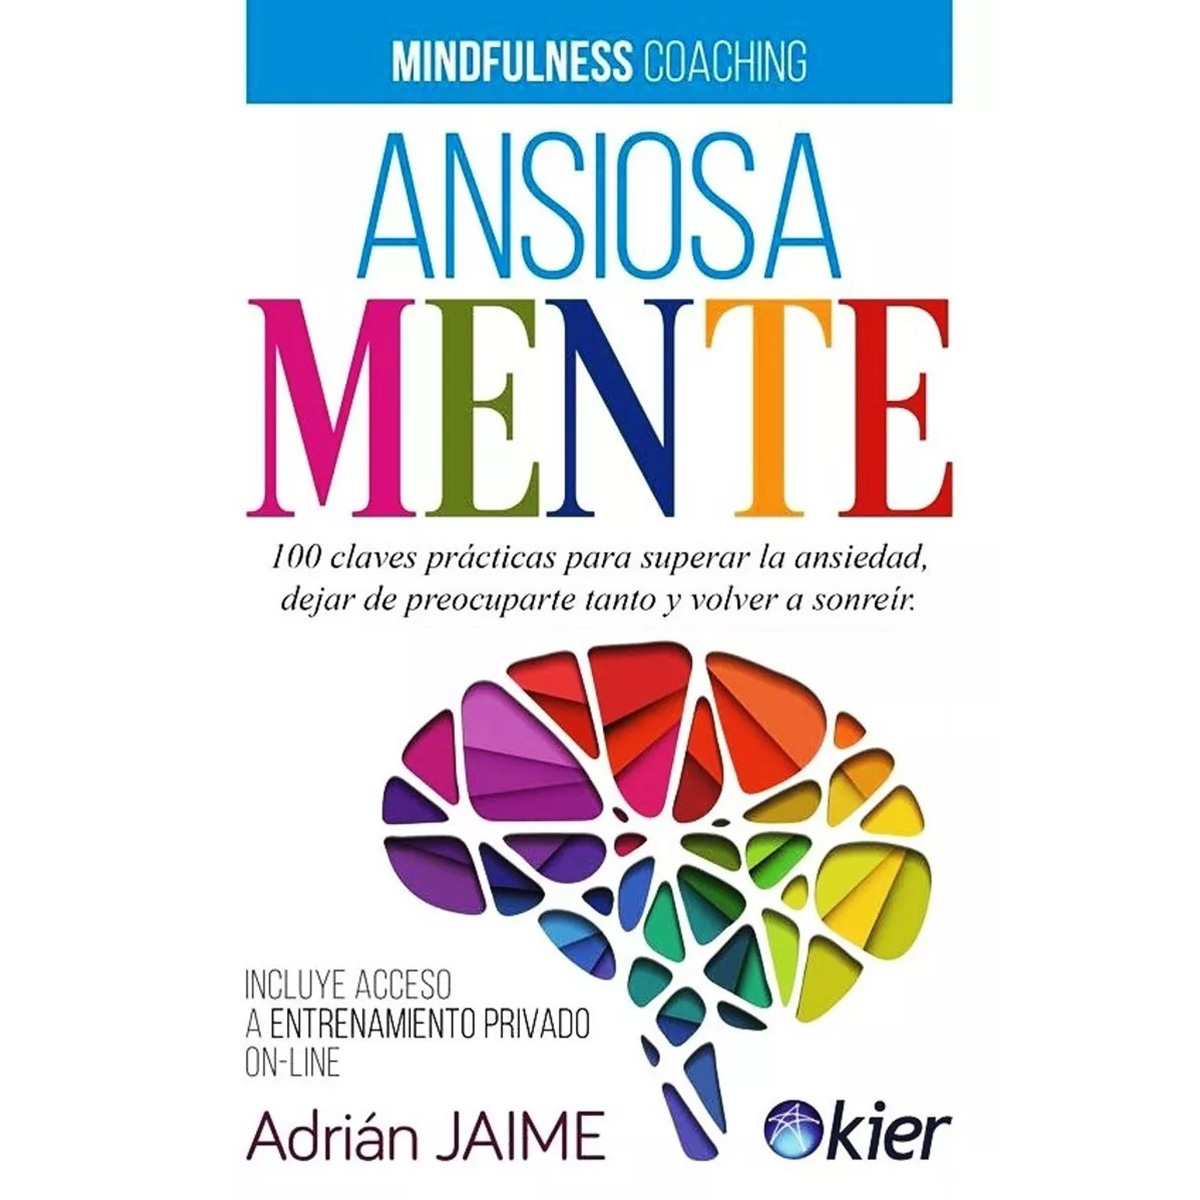 MINDFULNESS COACHING
ANSIOSA
MENTE
100 claves prácticas para superar la ansiedad,
dejar de preocuparte tanto y volver a sonreír.
INCLUYE ACCESO
A ENTRENAMIENTO PRIVADO
ON-LINE
Adrián JAIME
kier